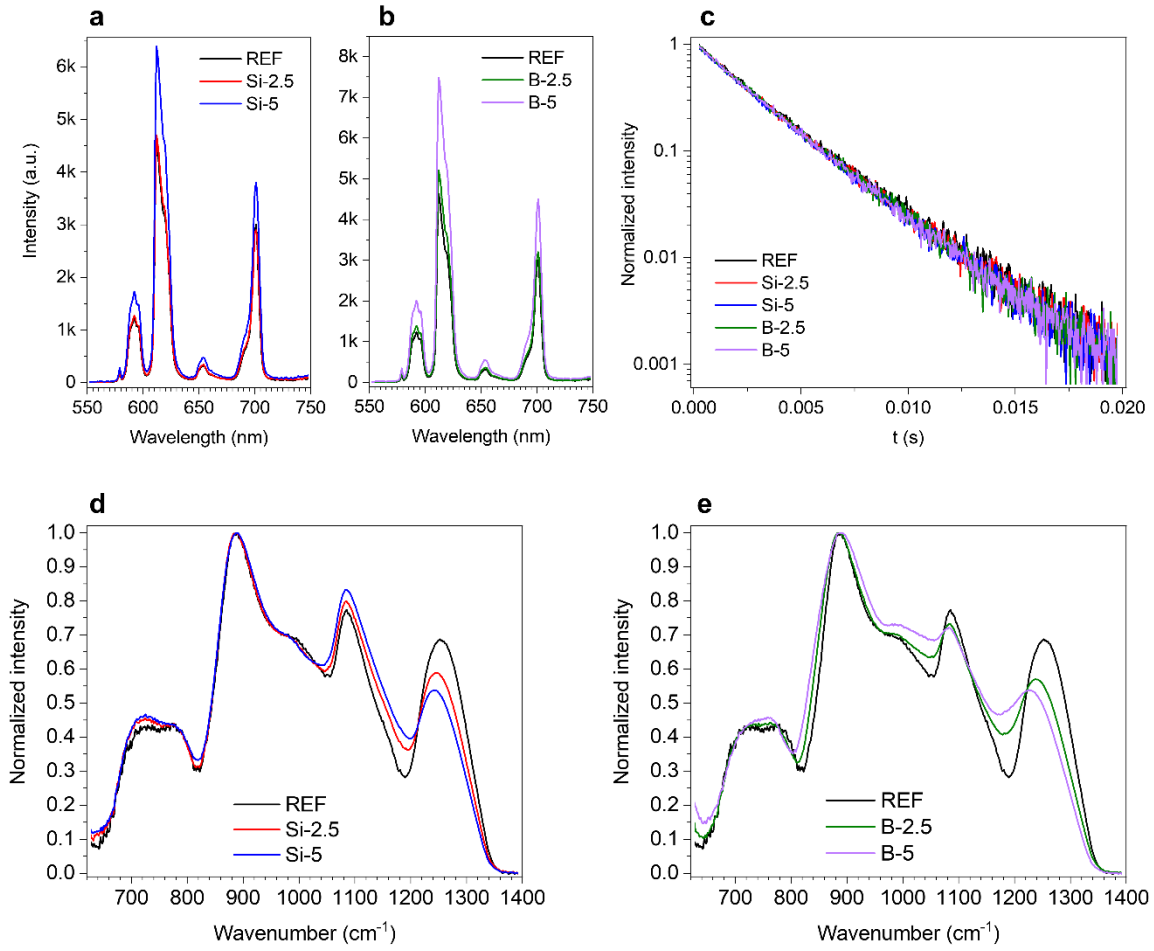 a
REF
Si-2.5
Si-5
6k
5k
4k
3k
2k
1k
0
Intensity (a.u.)
550 600 650 700 750
Wavelength (nm)
b
REF
B-2.5
B-5
8k
7k
6k
5k
4k
3k
2k
1k
0
550 600 650 700 750
Wavelength (nm)
c
1
0.1
0.01
0.001
Normalized intensity
REF
Si-2.5
Si-5
B-2.5
B-5
0.000 0.005 0.010 0.015 0.020
t (s)
d
1.0
0.9
0.8
0.7
0.6
0.5
0.4
0.3
0.2
0.1
0.0
Normalized intensity
REF
Si-2.5
Si-5
700 800 900 1000 1100 1200 1300 1400
Wavenumber (cm⁻¹)
e
1.0
0.9
0.8
0.7
0.6
0.5
0.4
0.3
0.2
0.1
0.0
Normalized intensity
REF
B-2.5
B-5
700 800 900 1000 1100 1200 1300 1400
Wavenumber (cm⁻¹)